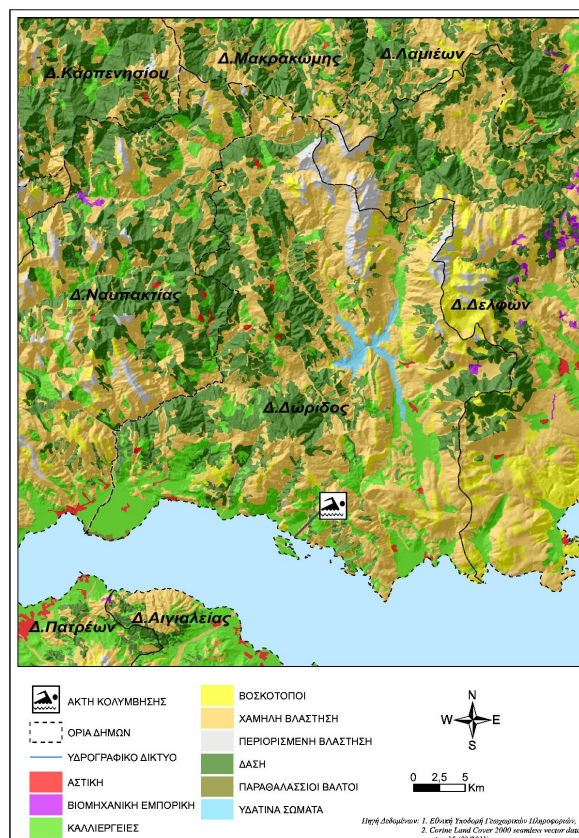 Δ.Καρπενησίου
Δ.Μακρακώμης
Δ.Λαμιέων
Δ.Ναυπακτίας
Δ.Δελφών
Δ.Δωρίδος
Δ.Πατρέων
Δ.Αιγιαλείας
ΑΚΤΗ ΚΟΛΥΜΒΗΣΗΣ
ΟΡΙΑ ΔΗΜΩΝ
ΥΔΡΟΓΡΑΦΙΚΟ ΔΙΚΤΥΟ
ΑΣΤΙΚΗ
ΒΙΟΜΗΧΑΝΙΚΗ ΕΜΠΟΡΙΚΗ
ΚΑΛΛΙΕΡΓΕΙΕΣ
ΒΟΣΚΟΤΟΠΟΙ
ΧΑΜΗΛΗ ΒΛΑΣΤΗΣΗ
ΠΕΡΙΟΡΙΣΜΕΝΗ ΒΛΑΣΤΗΣΗ
ΔΑΣΗ
ΠΑΡΑΘΑΛΑΣΣΙΟΙ ΒΑΛΤΟΙ
ΥΔΑΤΙΝΑ ΣΩΜΑΤΑ
N
W E
S
0 2,5 5
Km
Πηγή Δεδομένων: 1. Εθνική Υποδομή Γεωχωρικών Πληροφοριών,
2. Corine Land Cover 2000 seamless vector data